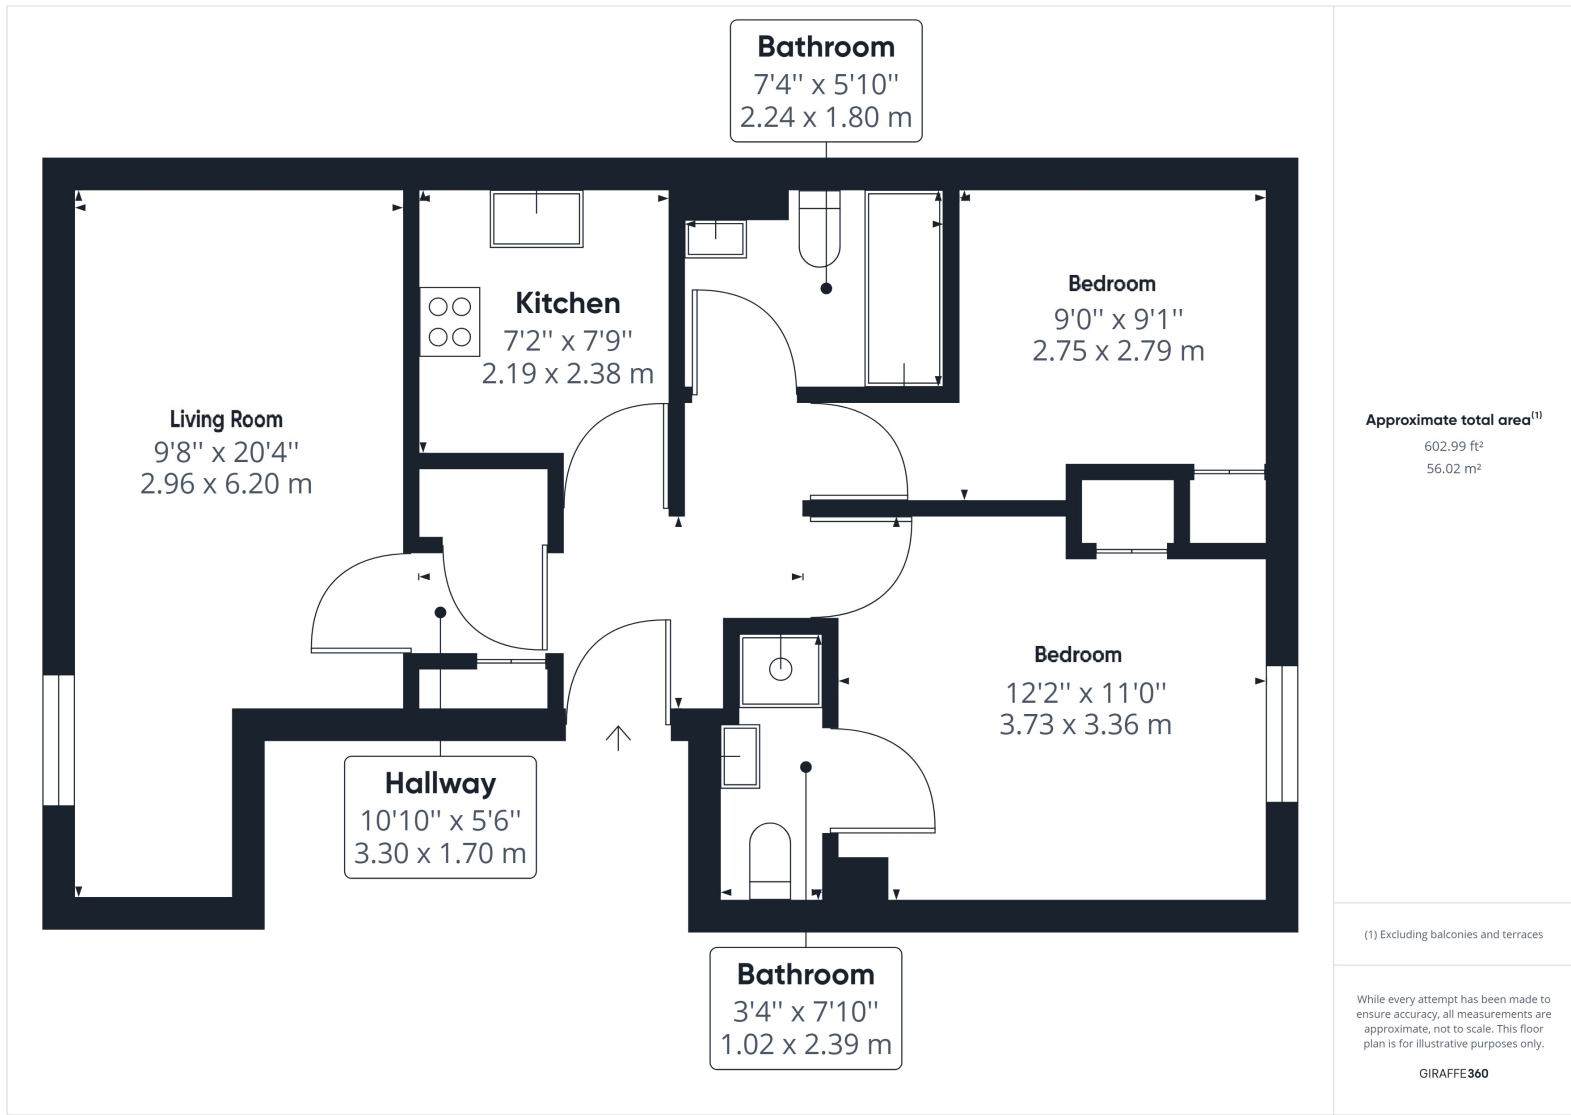 Bathroom
7'4'' x 5'10''
2.24 x 1.80 m
Kitchen
7'2'' x 7'9''
2.19 x 2.38 m
Bedroom
9'0'' x 9'1''
2.75 x 2.79 m
Living Room
9'8'' x 20'4''
2.96 x 6.20 m
Bedroom
12'2'' x 11'0''
3.73 x 3.36 m
Hallway
10'10'' x 5'6''
3.30 x 1.70 m
Bathroom
3'4'' x 7'10''
1.02 x 2.39 m
Approximate total area(1)
602.99 ft²
56.02 m²
(1) Excluding balconies and terraces
While every attempt has been made to
ensure accuracy, all measurements are
approximate, not to scale. This floor
plan is for illustrative purposes only.
GIRAFFE360